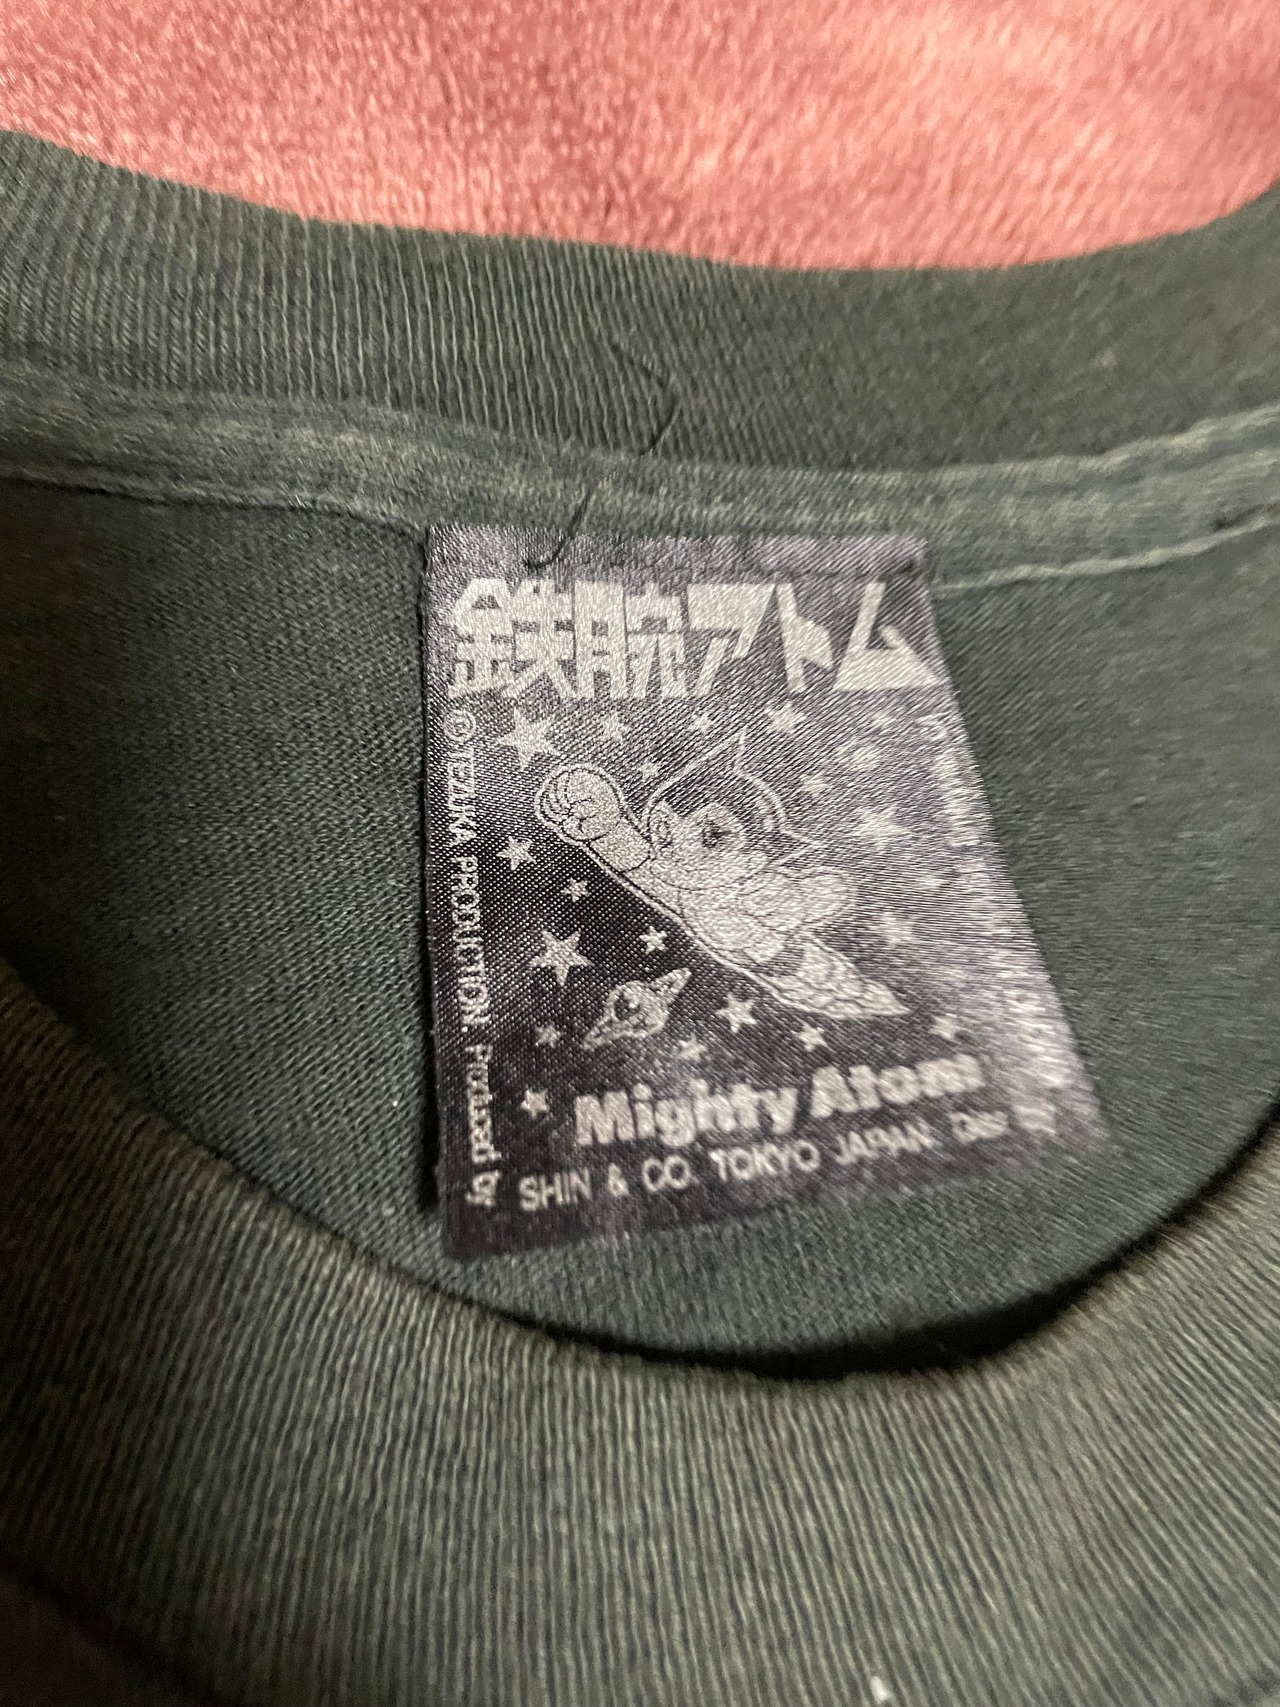 鉄腕アトム
© TEZUKA PRODUCTION. Produced by
Mighty Atom
SHIN & CO. TOKYO JAPAN